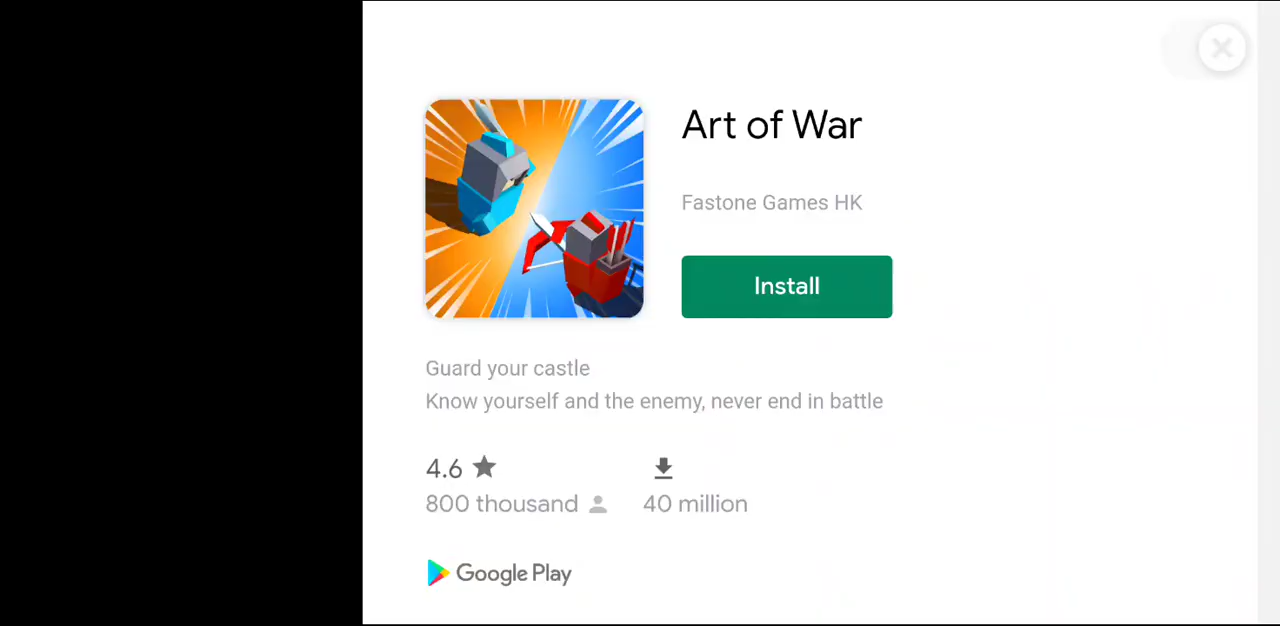 Art of War
Fastone Games HK
Install
Guard your castle
Know yourself and the enemy, never end in battle
4.6
800 thousand
40 million
Google Play